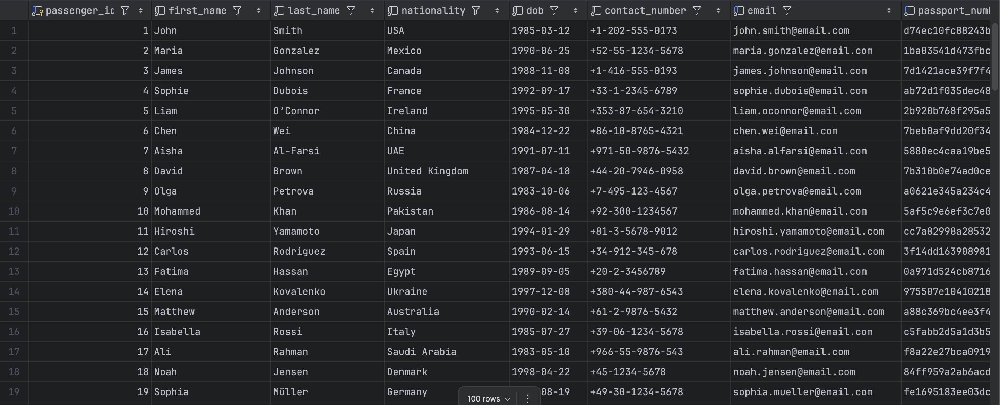 passenger_id first_name last_name nationality dob contact_number email passport_numb
1 1 John Smith USA 1985-03-12 +1-202-555-0173 john.smith@email.com d74ec10fc88243b
2 2 Maria Gonzalez Mexico 1990-06-25 +52-55-1234-5678 maria.gonzalez@email.com 1ba03541d473fbc
3 3 James Johnson Canada 1988-11-08 +1-416-555-0193 james.johnson@email.com 7d1421ace39f7f4
4 4 Sophie Dubois France 1992-09-17 +33-1-2345-6789 sophie.dubois@email.com ab72d1f035dec48
5 5 Liam O’Connor Ireland 1995-05-30 +353-87-654-3210 liam.oconnor@email.com 2b920b768f295a5
6 6 Chen Wei China 1984-12-22 +86-10-8765-4321 chen.wei@email.com 7beb0af9dd20f34
7 7 Aisha Al-Farsi UAE 1991-07-11 +971-50-9876-5432 aisha.alfarsi@email.com 5880ec4caa19be5
8 8 David Brown United Kingdom 1987-04-18 +44-20-7946-0958 david.brown@email.com 7b310b0e74ad0ce
9 9 Olga Petrova Russia 1983-10-06 +7-495-123-4567 olga.petrova@email.com a0621e345a234c4
10 10 Mohammed Khan Pakistan 1986-08-14 +92-300-1234567 mohammed.khan@email.com 5af5c9e6ef3c7e0
11 11 Hiroshi Yamamoto Japan 1994-01-29 +81-3-5678-9012 hiroshi.yamamoto@email.com cc7a82998a28532
12 12 Carlos Rodriguez Spain 1993-06-15 +34-912-345-678 carlos.rodriguez@email.com 3f14dd163908981
13 13 Fatima Hassan Egypt 1989-09-05 +20-2-3456789 fatima.hassan@email.com 0a971d524cb8716
14 14 Elena Kovalenko Ukraine 1997-12-08 +380-44-987-6543 elena.kovalenko@email.com 975507e10410218
15 15 Matthew Anderson Australia 1990-02-14 +61-2-9876-5432 matthew.anderson@email.com a88c369bc4ee3f4
16 16 Isabella Rossi Italy 1985-07-27 +39-06-1234-5678 isabella.rossi@email.com c5fabb2d5a1d3b5
17 17 Ali Rahman Saudi Arabia 1983-05-10 +966-55-9876-543 ali.rahman@email.com f8a22e27bca0919
18 18 Noah Jensen Denmark 1998-04-22 +45-1234-5678 noah.jensen@email.com 84ff959a2ab6acd
19 19 Sophia Müller Germany 08-19 +49-30-1234-5678 sophia.mueller@email.com fe1695183ee03dc
100 rows